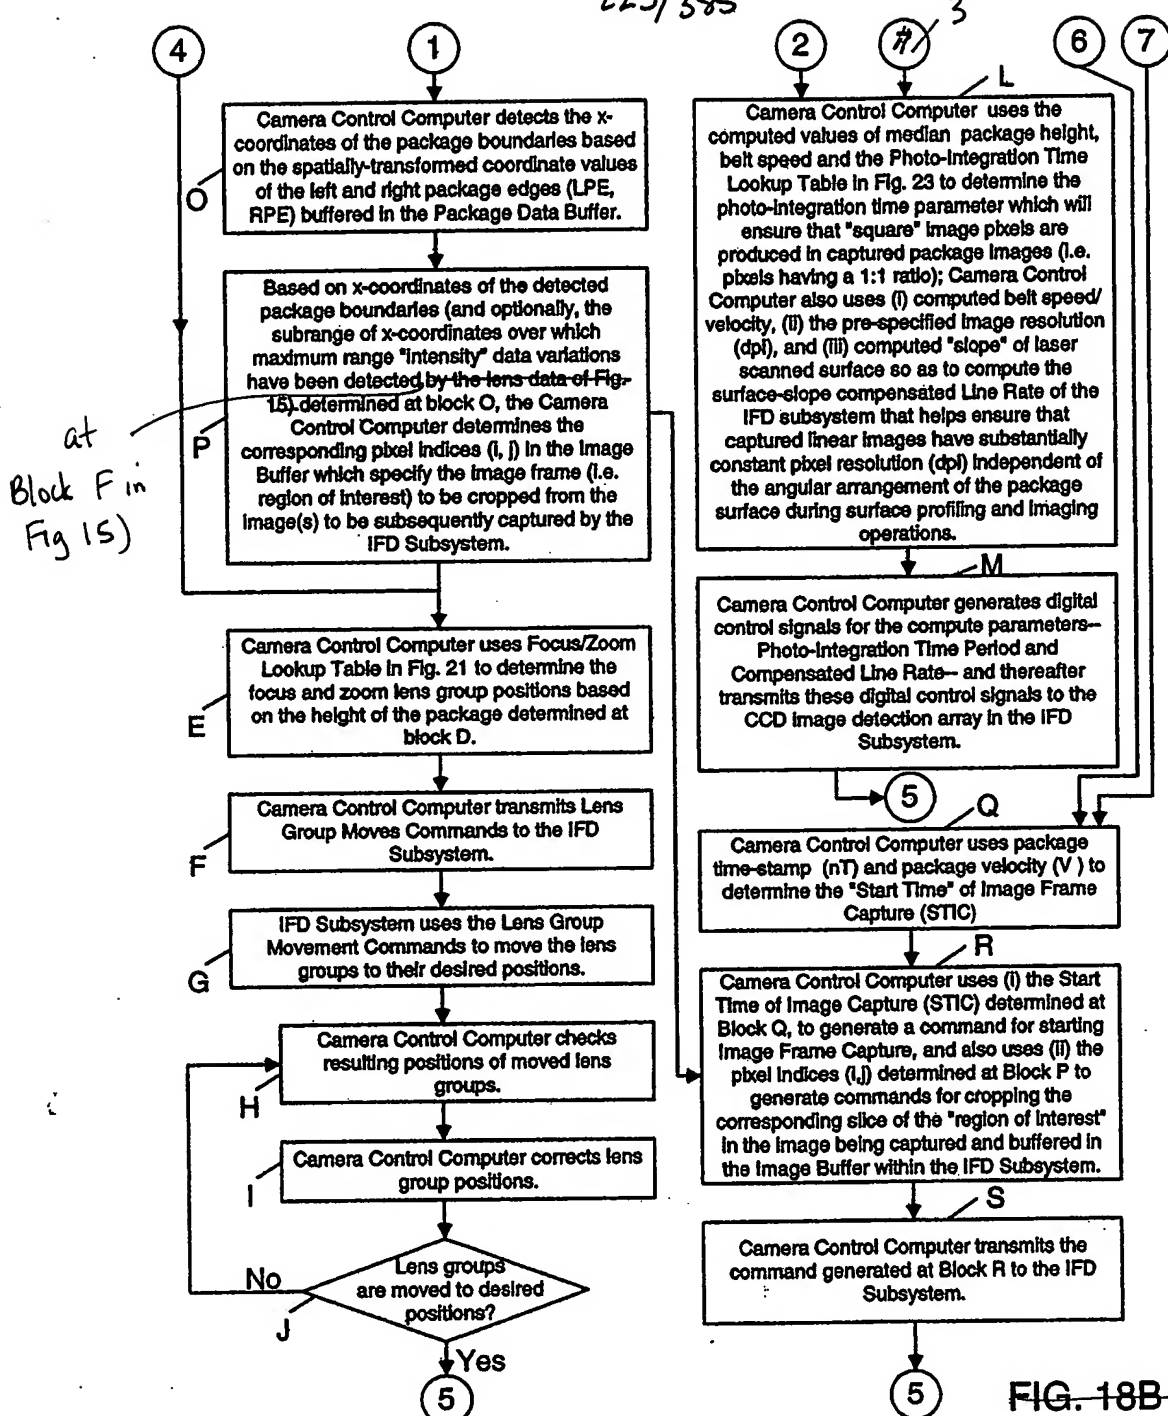 225/385
4
1
2
3
6
7
Camera Control Computer detects the x-
coordinates of the package boundaries based
on the spatially-transformed coordinate values
of the left and right package edges (LPE,
RPE) buffered in the Package Data Buffer.
O
Based on x-coordinates of the detected
package boundaries (and optionally, the
subrange of x-coordinates over which
maximum range "intensity" data variations
have been detected by the lens data of Fig.
15) determined at block O, the Camera
Control Computer determines the
corresponding pixel indices (i, j) in the Image
Buffer which specify the image frame (i.e.
region of interest) to be cropped from the
image(s) to be subsequently captured by the
IFD Subsystem.
P
at
Block F in
Fig 15)
Camera Control Computer uses Focus/Zoom
Lookup Table in Fig. 21 to determine the
focus and zoom lens group positions based
on the height of the package determined at
block D.
E
Camera Control Computer transmits Lens
Group Moves Commands to the IFD
Subsystem.
F
IFD Subsystem uses the Lens Group
Movement Commands to move the lens
groups to their desired positions.
G
Camera Control Computer checks
resulting positions of moved lens
groups.
H
Camera Control Computer corrects lens
group positions.
I
Lens groups
are moved to desired
positions?
No
J
Yes
5
L
Camera Control Computer uses the
computed values of median package height,
belt speed and the Photo-Integration Time
Lookup Table in Fig. 23 to determine the
photo-integration time parameter which will
ensure that "square" image pixels are
produced in captured package images (i.e.
pixels having a 1:1 ratio); Camera Control
Computer also uses (i) computed belt speed/
velocity, (ii) the pre-specified image resolution
(dpi), and (iii) computed "slope" of laser
scanned surface so as to compute the
surface-slope compensated Line Rate of the
IFD subsystem that helps ensure that
captured linear images have substantially
constant pixel resolution (dpi) independent of
the angular arrangement of the package
surface during surface profiling and imaging
operations.
M
Camera Control Computer generates digital
control signals for the compute parameters--
Photo-Integration Time Period and
Compensated Line Rate-- and thereafter
transmits these digital control signals to the
CCD image detection array in the IFD
Subsystem.
5
Q
Camera Control Computer uses package
time-stamp (nT) and package velocity (V ) to
determine the "Start Time" of Image Frame
Capture (STIC)
R
Camera Control Computer uses (i) the Start
Time of Image Capture (STIC) determined at
Block Q, to generate a command for starting
Image Frame Capture, and also uses (ii) the
pixel indices (i,j) determined at Block P to
generate commands for cropping the
corresponding slice of the "region of interest"
in the image being captured and buffered in
the Image Buffer within the IFD Subsystem.
S
Camera Control Computer transmits the
command generated at Block R to the IFD
Subsystem.
5
FIG. 18B